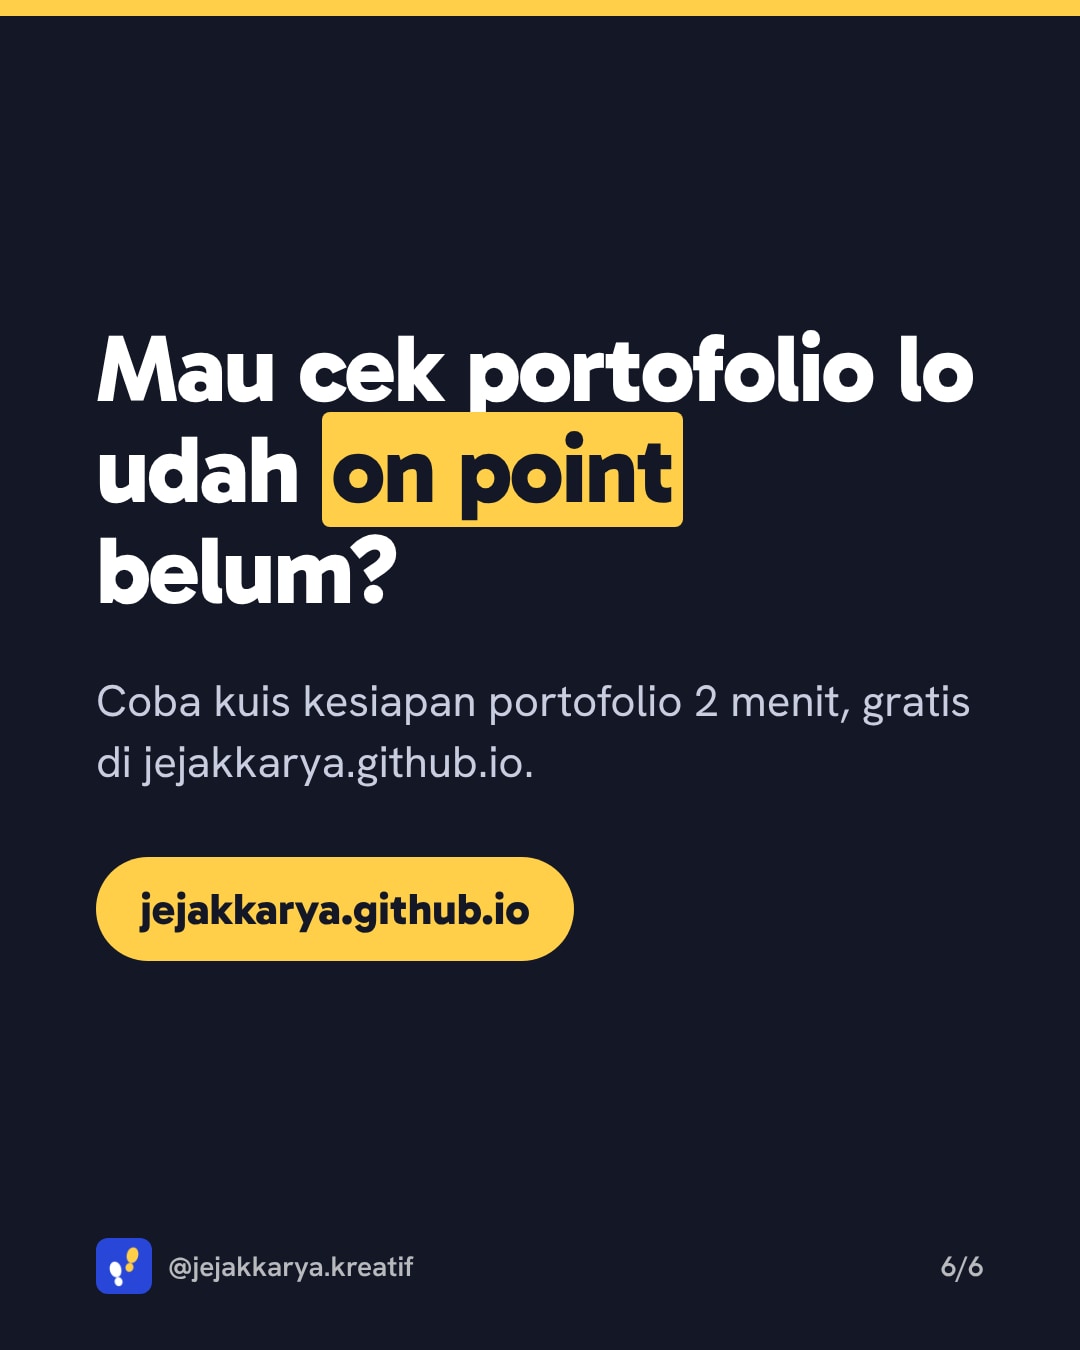 Mau cek portofolio lo
udah on point
belum?
Coba kuis kesiapan portofolio 2 menit, gratis
di jejakkarya.github.io.
jejakkarya.github.io
@jejakkarya.kreatif
6/6